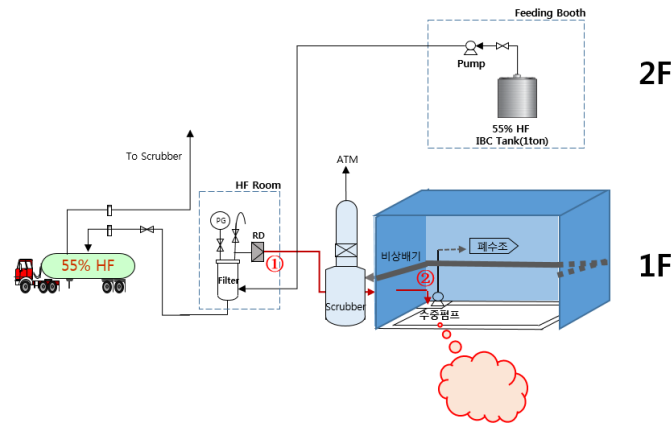 Feeding Booth
2F
Pump
55% HF
IBC Tank(1ton)
To Scrubber
ATM
HF Room
PG
RD
①
비상배기
폐수조
1F
55% HF
Filter
②
Scrubber
수중펌프